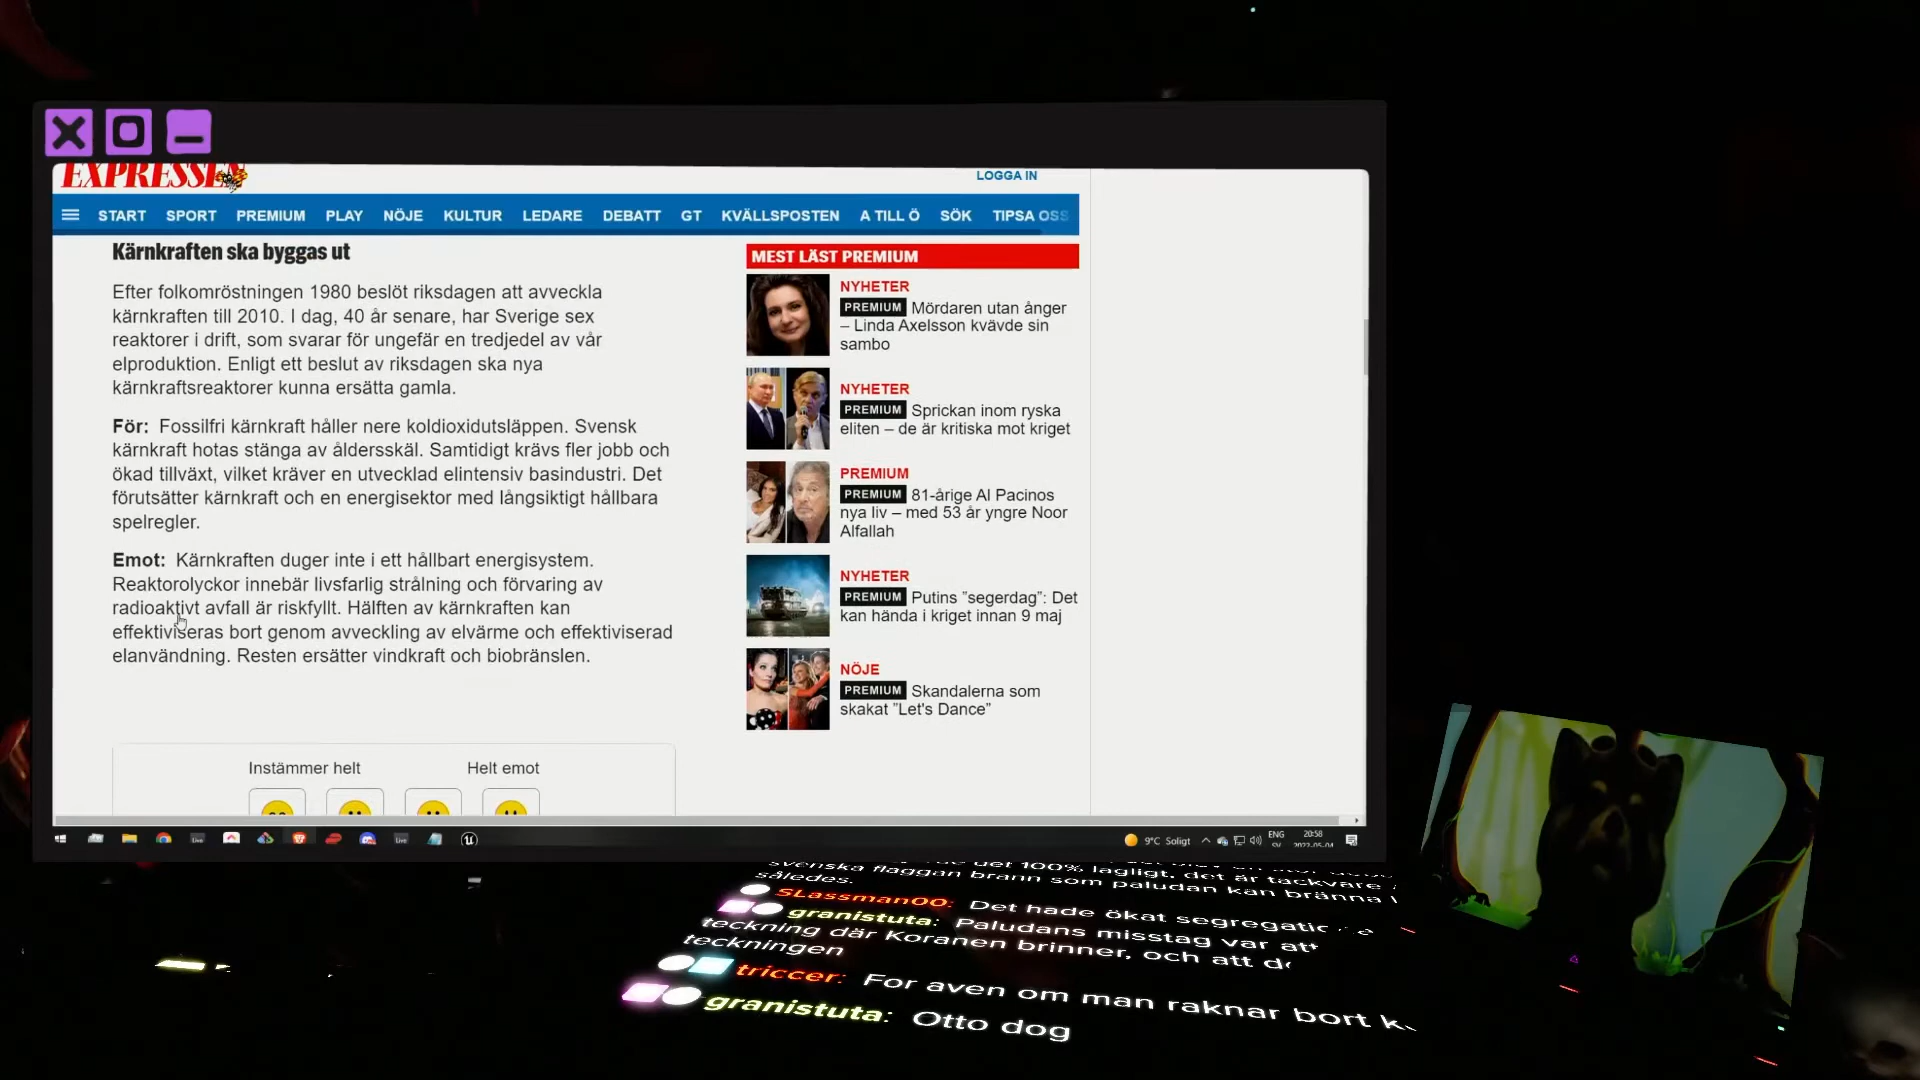 EXPRESSEN
LOGGA IN
START SPORT PREMIUM PLAY NÖJE KULTUR LEDARE DEBATT GT KVÄLLSPOSTEN A TILL Ö SÖK TIPSA OSS
Kärnkraften ska byggas ut
Efter folkomröstningen 1980 beslöt riksdagen att avveckla
kärnkraften till 2010. I dag, 40 år senare, har Sverige sex
reaktorer i drift, som svarar för ungefär en tredjedel av vår
elproduktion. Enligt ett beslut av riksdagen ska nya
kärnkraftsreaktorer kunna ersätta gamla.
För: Fossilfri kärnkraft håller nere koldioxidutsläppen. Svensk
kärnkraft hotas stänga av åldersskäl. Samtidigt krävs fler jobb och
ökad tillväxt, vilket kräver en utvecklad elintensiv basindustri. Det
förutsätter kärnkraft och en energisektor med långsiktigt hållbara
spelregler.
Emot: Kärnkraften duger inte i ett hållbart energisystem.
Reaktorolyckor innebär livsfarlig strålning och förvaring av
radioaktivt avfall är riskfyllt. Hälften av kärnkraften kan
effektiviseras bort genom avveckling av elvärme och effektiviserad
elanvändning. Resten ersätter vindkraft och biobränslen.
Instämmer helt Helt emot
MEST LÄST PREMIUM
NYHETER
PREMIUM Mördaren utan ånger
– Linda Axelsson kvävde sin
sambo
NYHETER
PREMIUM Sprickan inom ryska
eliten – de är kritiska mot kriget
PREMIUM
PREMIUM 81-årige Al Pacinos
nya liv – med 53 år yngre Noor
Alfallah
NYHETER
PREMIUM Putins ”segerdag”: Det
kan hända i kriget innan 9 maj
NÖJE
PREMIUM Skandalerna som
skakat ”Let's Dance”
9°C Soligt ENG 20:58
SV 2022-05-04
det 100% lagligt, det är tackvare
svenska flaggan brann som paludan kan bränna
således.
SLassman00: Det hade ökat
granistuta: Paludans misstag var att
teckning där Koranen brinner, och att
teckningen
triccer: For aven om man raknar bort
granistuta: Otto dog